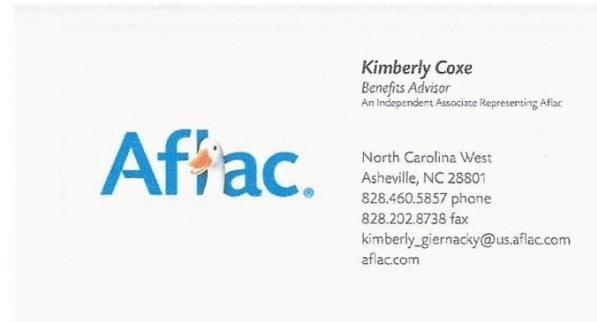 Aflac®
Kimberly Coxe
Benefits Advisor
An Independent Associate Representing Aflac
North Carolina West
Asheville, NC 28801
828.460.5857 phone
828.202.8738 fax
kimberly_giernacky@us.aflac.com
aflac.com